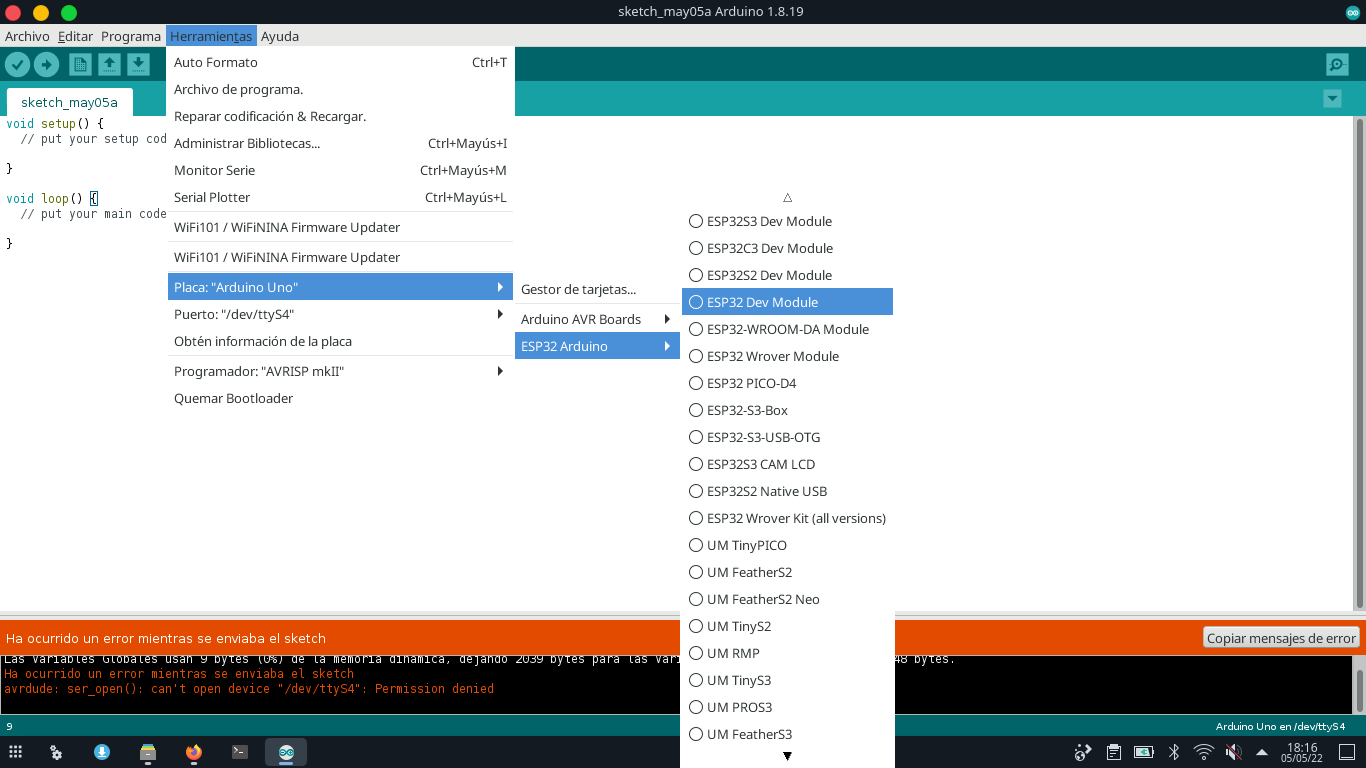 sketch_may05a Arduino 1.8.19
Archivo Editar Programa Herramientas Ayuda
sketch_may05a
void setup() {
// put your setup cod
}
void loop() {
// put your main code
}
Auto Formato Ctrl+T
Archivo de programa.
Reparar codificación & Recargar.
Administrar Bibliotecas... Ctrl+Mayús+I
Monitor Serie Ctrl+Mayús+M
Serial Plotter Ctrl+Mayús+L
WiFi101 / WiFiNINA Firmware Updater
WiFi101 / WiFiNINA Firmware Updater
Placa: "Arduino Uno"
Puerto: "/dev/ttyS4"
Obtén información de la placa
Programador: "AVRISP mkII"
Quemar Bootloader
Gestor de tarjetas...
Arduino AVR Boards
ESP32 Arduino
ESP32S3 Dev Module
ESP32C3 Dev Module
ESP32S2 Dev Module
ESP32 Dev Module
ESP32-WROOM-DA Module
ESP32 Wrover Module
ESP32 PICO-D4
ESP32-S3-Box
ESP32-S3-USB-OTG
ESP32S3 CAM LCD
ESP32S2 Native USB
ESP32 Wrover Kit (all versions)
UM TinyPICO
UM FeatherS2
UM FeatherS2 Neo
UM TinyS2
UM RMP
UM TinyS3
UM PROS3
UM FeatherS3
Ha ocurrido un error mientras se enviaba el sketch
Copiar mensajes de error
Las variables Globales usan 9 bytes (0%) de la memoria dinámica, dejando 2039 bytes para las vari 48 bytes.
Ha ocurrido un error mientras se enviaba el sketch
avrdude: ser_open(): can't open device "/dev/ttyS4": Permission denied
9
Arduino Uno en /dev/ttyS4
18:16
05/05/22